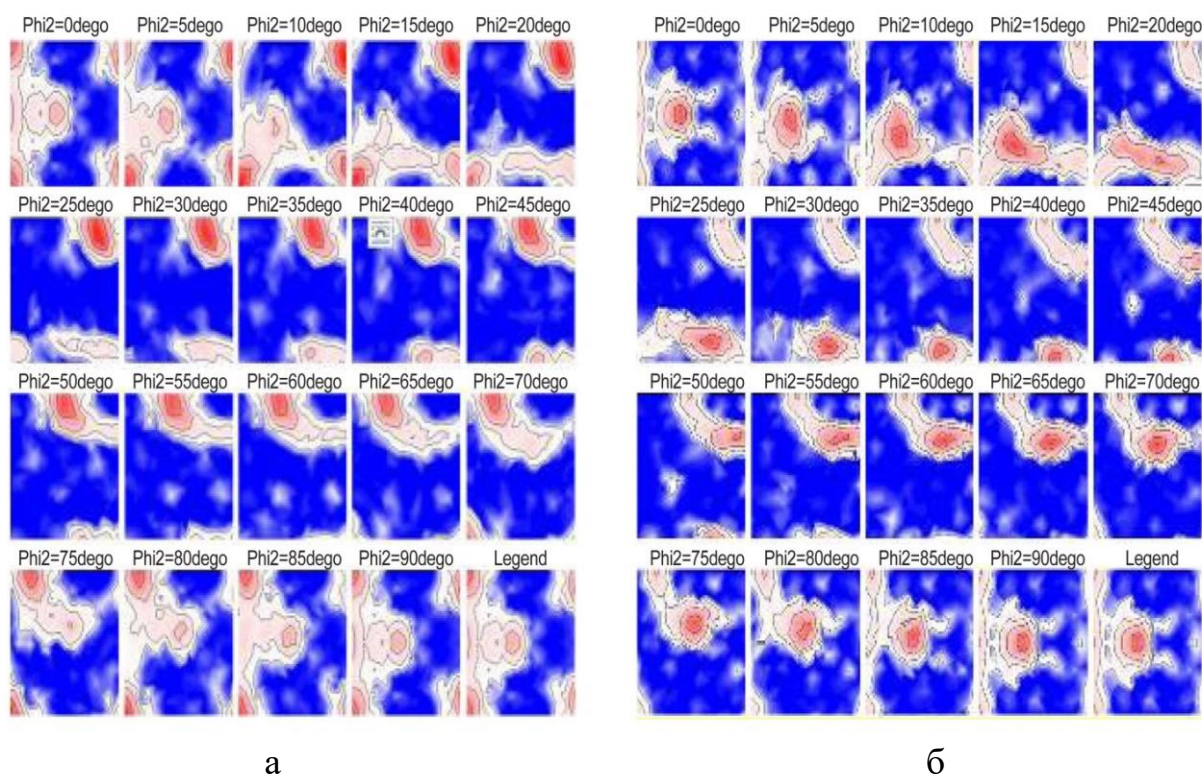 Phi2=0dego Phi2=5dego Phi2=10dego Phi2=15dego Phi2=20dego
Phi2=25dego Phi2=30dego Phi2=35dego Phi2=40dego Phi2=45dego
Phi2=50dego Phi2=55dego Phi2=60dego Phi2=65dego Phi2=70dego
Phi2=75dego Phi2=80dego Phi2=85dego Phi2=90dego Legend
а
Phi2=0dego Phi2=5dego Phi2=10dego Phi2=15dego Phi2=20dego
Phi2=25dego Phi2=30dego Phi2=35dego Phi2=40dego Phi2=45dego
Phi2=50dego Phi2=55dego Phi2=60dego Phi2=65dego Phi2=70dego
Phi2=75dego Phi2=80dego Phi2=85dego Phi2=90dego Legend
б